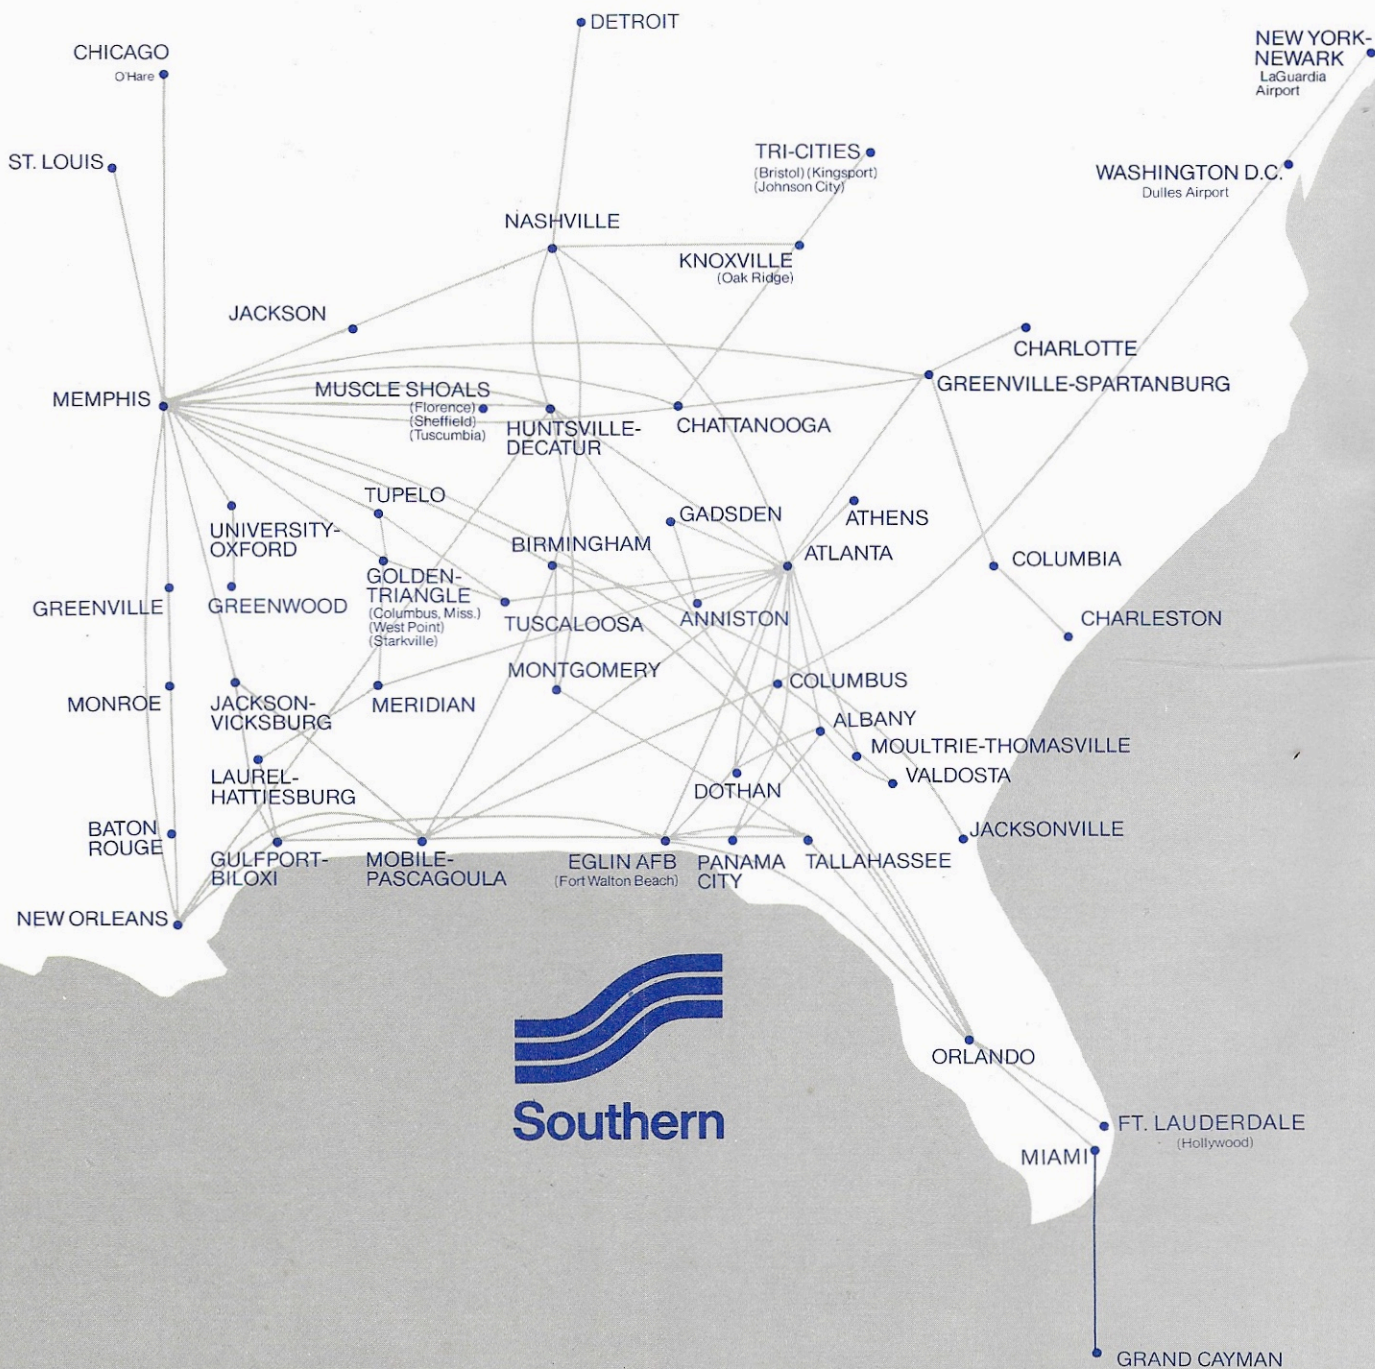 DETROIT
CHICAGO
O'Hare
NEW YORK-
NEWARK
LaGuardia
Airport
ST. LOUIS
TRI-CITIES
(Bristol) (Kingsport)
(Johnson City)
WASHINGTON D.C.
Dulles Airport
NASHVILLE
KNOXVILLE
(Oak Ridge)
JACKSON
CHARLOTTE
MEMPHIS
MUSCLE SHOALS
(Florence)
(Sheffield)
(Tuscumbia)
GREENVILLE-SPARTANBURG
HUNTSVILLE-
DECATUR
CHATTANOOGA
TUPELO
GADSDEN
ATHENS
UNIVERSITY-
OXFORD
BIRMINGHAM
ATLANTA
COLUMBIA
GREENVILLE
GREENWOOD
GOLDEN-
TRIANGLE
(Columbus, Miss.)
(West Point)
(Starkville)
TUSCALOOSA
ANNISTON
CHARLESTON
MONTGOMERY
COLUMBUS
MONROE
JACKSON-
VICKSBURG
MERIDIAN
ALBANY
MOULTRIE-THOMASVILLE
LAUREL-
HATTIESBURG
DOTHAN
VALDOSTA
BATON
ROUGE
JACKSONVILLE
GULFPORT-
BILOXI
MOBILE-
PASCAGOULA
EGLIN AFB
(Fort Walton Beach)
PANAMA
CITY
TALLAHASSEE
NEW ORLEANS
ORLANDO
Southern
FT. LAUDERDALE
(Hollywood)
MIAMI
GRAND CAYMAN